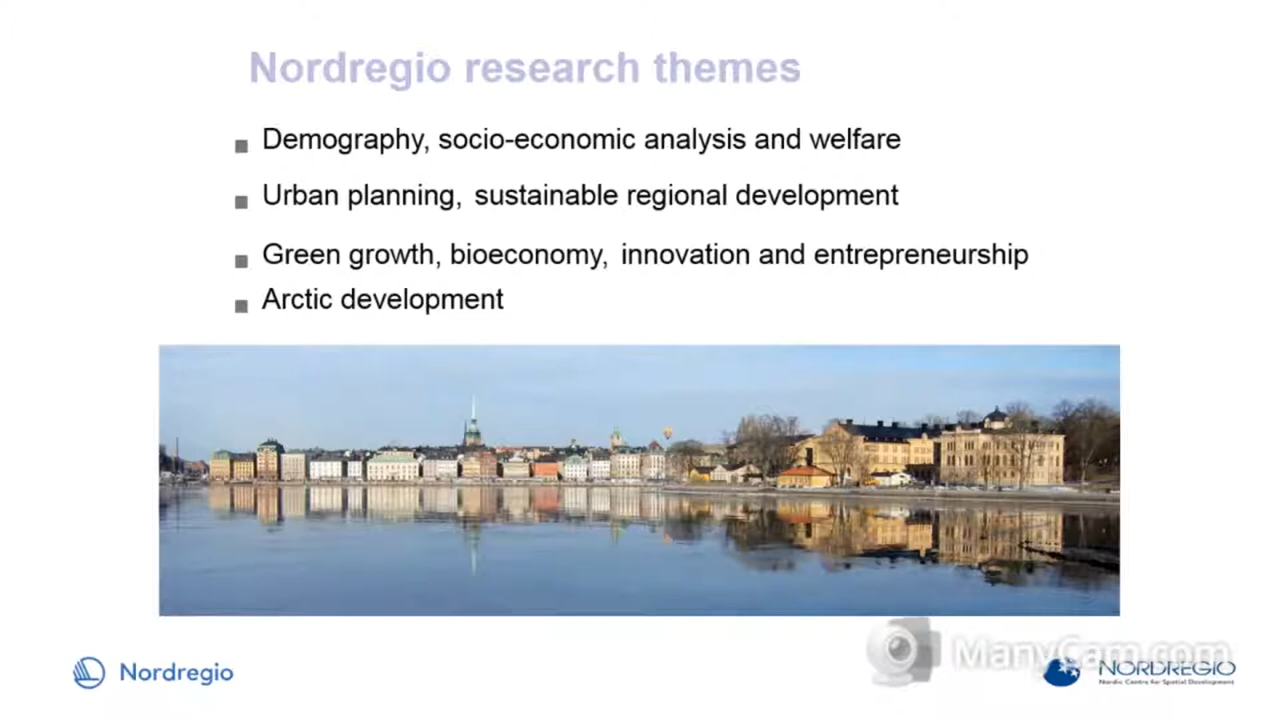 Nordregio research themes
Demography, socio-economic analysis and welfare
Urban planning, sustainable regional development
Green growth, bioeconomy, innovation and entrepreneurship
Arctic development
Nordregio
ManyCam.com
NORDREGIO
Nordic Centre for Spatial Development